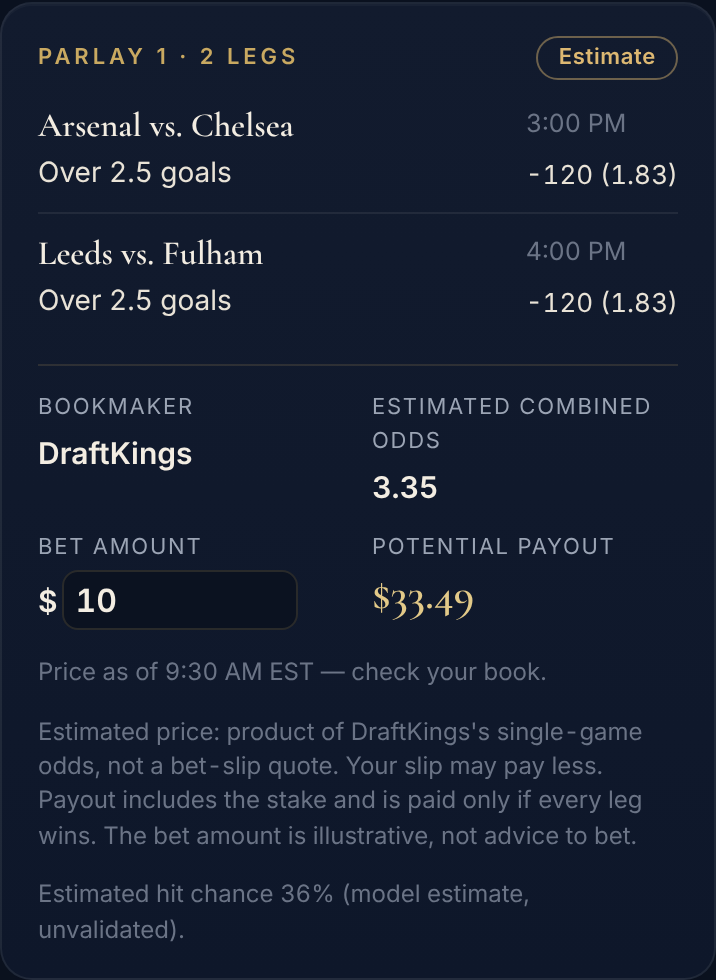 PARLAY 1 · 2 LEGS
Estimate
Arsenal vs. Chelsea
3:00 PM
Over 2.5 goals
-120 (1.83)
Leeds vs. Fulham
4:00 PM
Over 2.5 goals
-120 (1.83)
BOOKMAKER
DraftKings
ESTIMATED COMBINED
ODDS
3.35
BET AMOUNT
$ 10
POTENTIAL PAYOUT
$33.49
Price as of 9:30 AM EST — check your book.
Estimated price: product of DraftKings's single-game
odds, not a bet-slip quote. Your slip may pay less.
Payout includes the stake and is paid only if every leg
wins. The bet amount is illustrative, not advice to bet.
Estimated hit chance 36% (model estimate,
unvalidated).